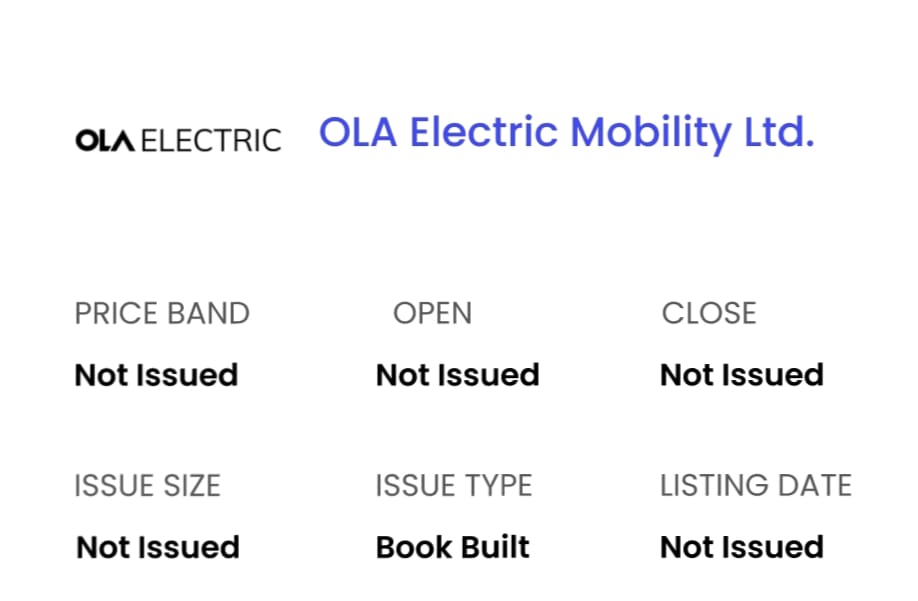 OLA ELECTRIC OLA Electric Mobility Ltd.
PRICE BAND OPEN CLOSE
Not Issued Not Issued Not Issued
ISSUE SIZE ISSUE TYPE LISTING DATE
Not Issued Book Built Not Issued